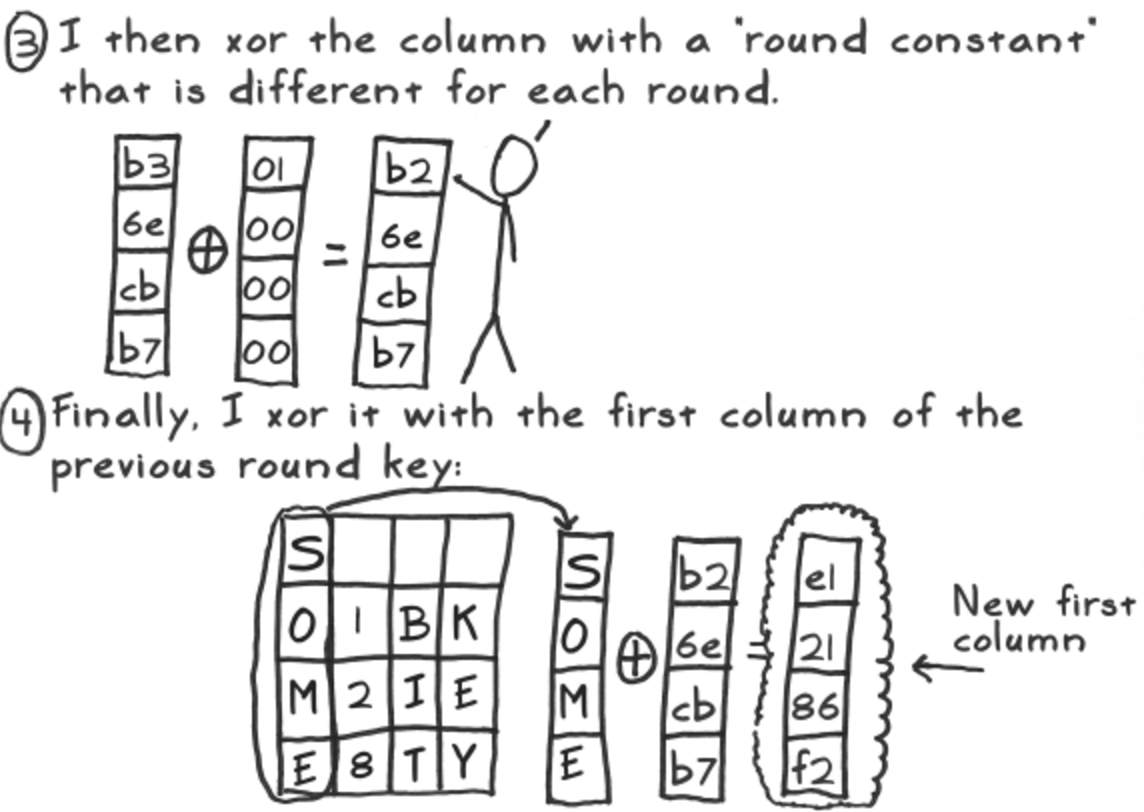 ③ I then xor the column with a "round constant"
that is different for each round.
b3 01 b2
6e ⊕ 00 = 6e
cb 00 cb
b7 00 b7
④ Finally, I xor it with the first column of the
previous round key:
S S b2 e1
O 1 B K O ⊕ 6e = 21
M 2 I E M cb 86
E 8 T Y E b7 f2
New first
column